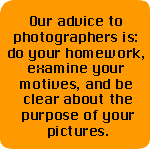 Our advice to
photographers is:
do your homework,
examine your
motives, and be
clear about the
purpose of your
pictures.